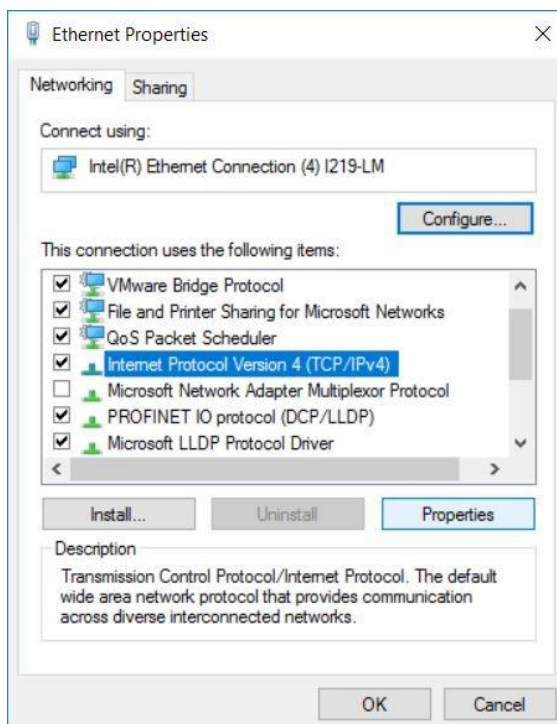 Ethernet Properties
Networking
Sharing
Connect using:
Intel(R) Ethernet Connection (4) I219-LM
Configure...
This connection uses the following items:
VMware Bridge Protocol
File and Printer Sharing for Microsoft Networks
QoS Packet Scheduler
Internet Protocol Version 4 (TCP/IPv4)
Microsoft Network Adapter Multiplexor Protocol
PROFINET IO protocol (DCP/LLDP)
Microsoft LLDP Protocol Driver
Install...
Uninstall
Properties
Description
Transmission Control Protocol/Internet Protocol. The default
wide area network protocol that provides communication
across diverse interconnected networks.
OK
Cancel